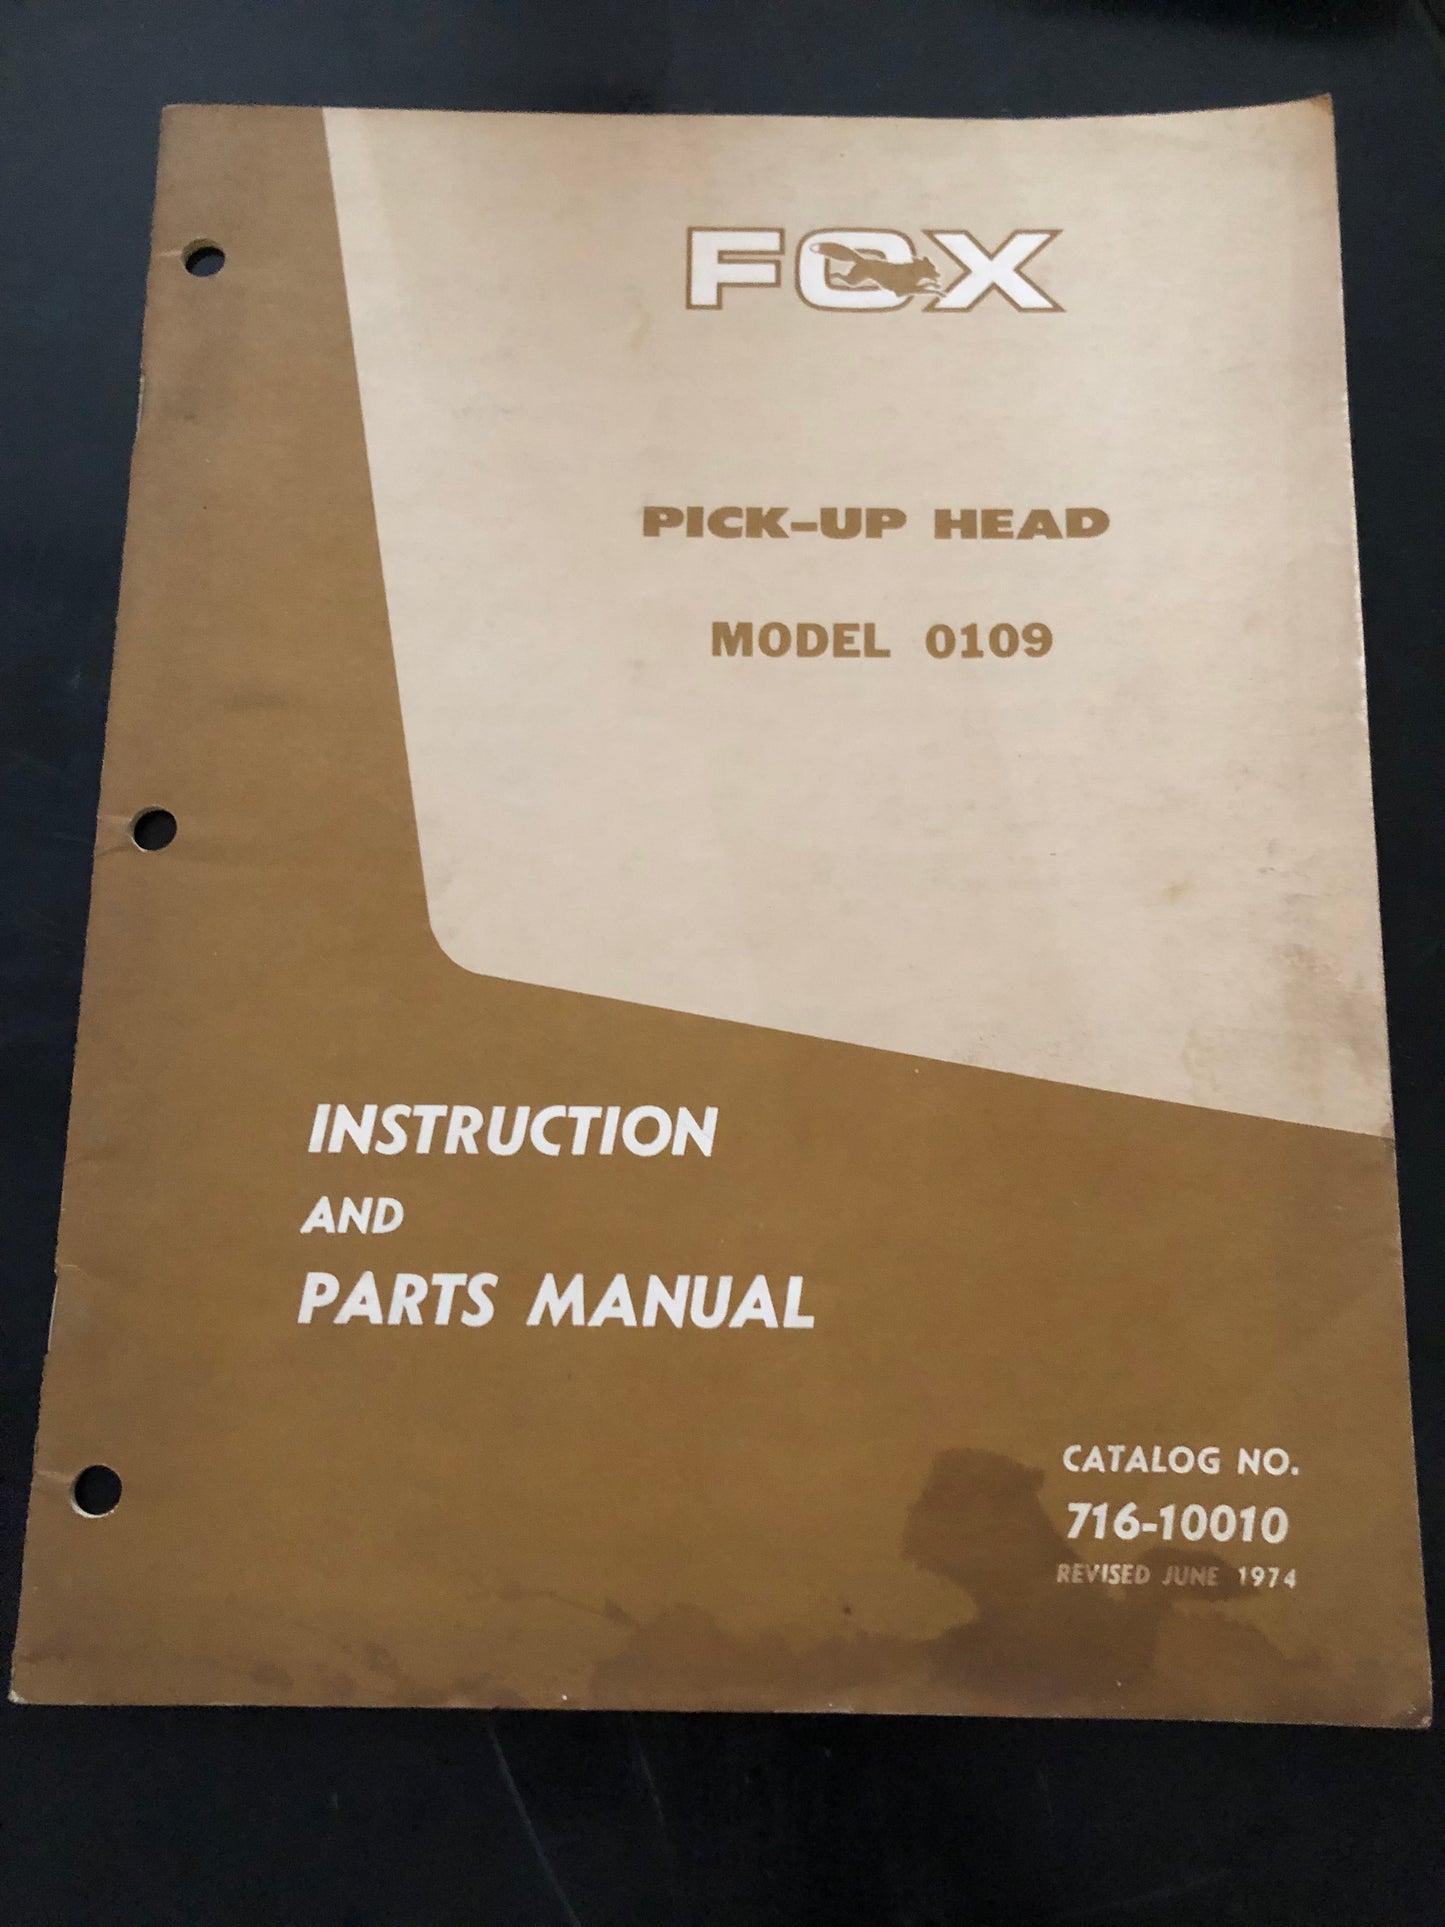 FOX
PICK-UP HEAD
MODEL 0109
INSTRUCTION
AND
PARTS MANUAL
CATALOG NO.
716-10010
REVISED JUNE 1974